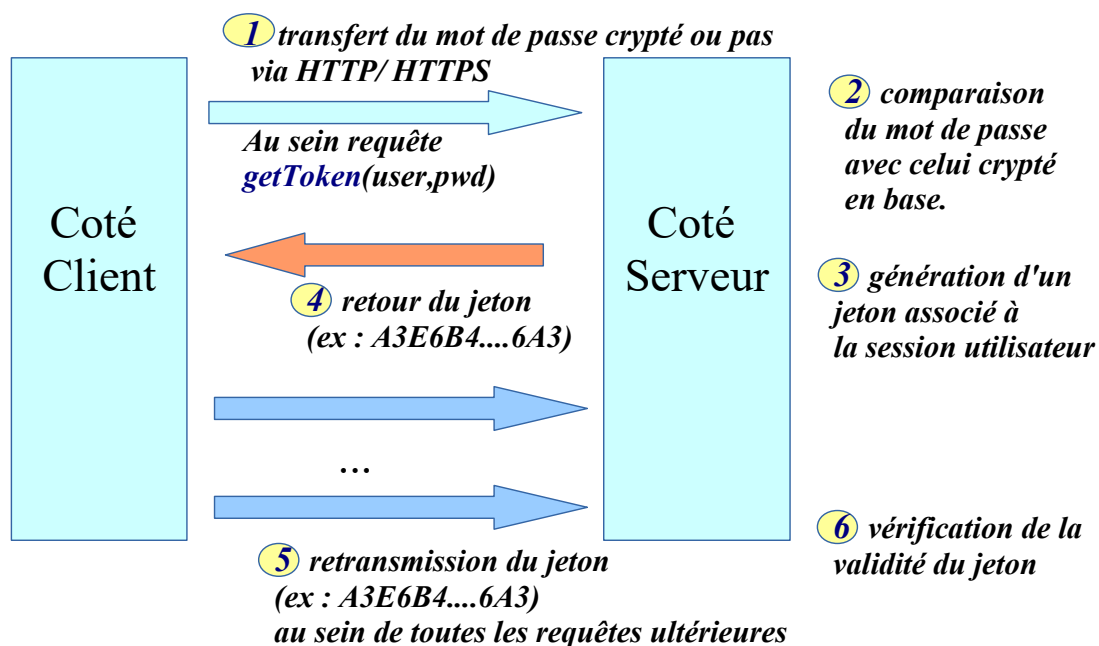 1 transfert du mot de passe crypté ou pas
via HTTP/ HTTPS
Au sein requête
getToken(user,pwd)
2 comparaison
du mot de passe
avec celui crypté
en base.
Coté
Client
Coté
Serveur
3 génération d'un
jeton associé à
la session utilisateur
4 retour du jeton
(ex : A3E6B4....6A3)
...
5 retransmission du jeton
(ex : A3E6B4....6A3)
au sein de toutes les requêtes ultérieures
6 vérification de la
validité du jeton